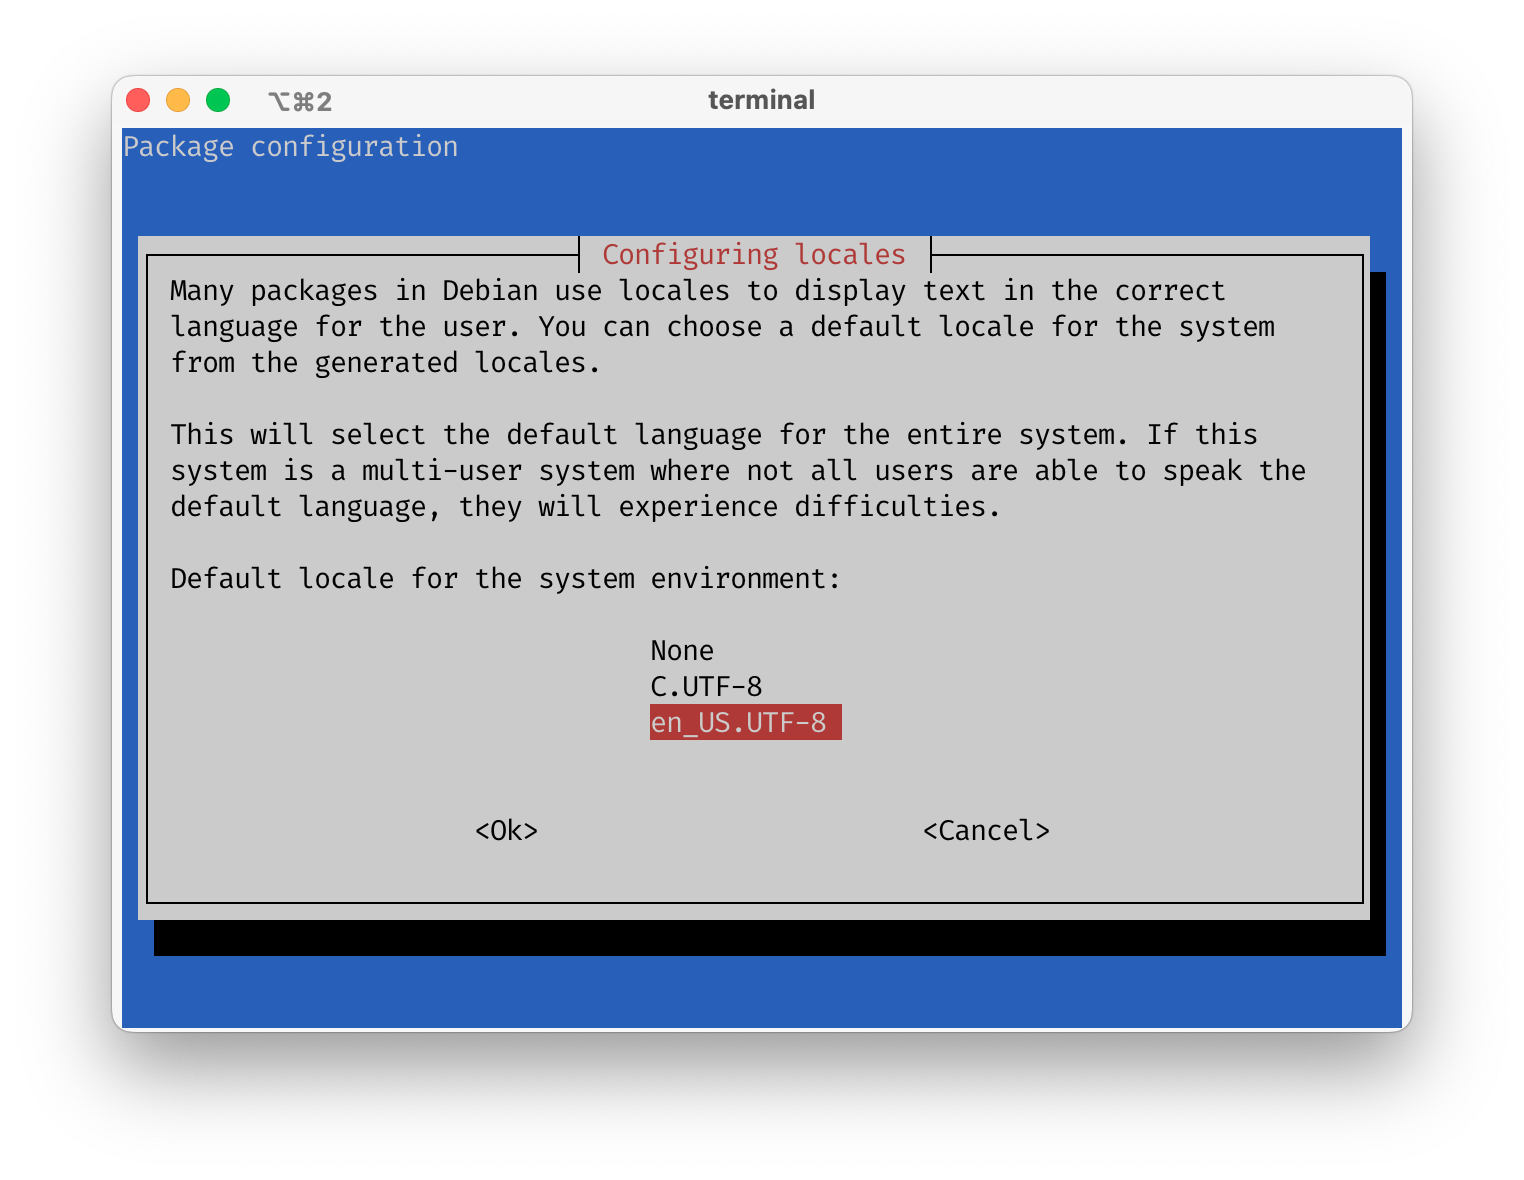 ⌥⌘2
terminal
Package configuration
Configuring locales
Many packages in Debian use locales to display text in the correct
language for the user. You can choose a default locale for the system
from the generated locales.
This will select the default language for the entire system. If this
system is a multi-user system where not all users are able to speak the
default language, they will experience difficulties.
Default locale for the system environment:
None
C.UTF-8
en_US.UTF-8
<Ok> <Cancel>